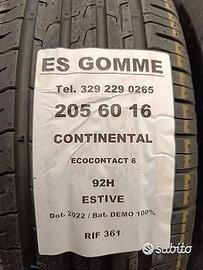 ES GOMME
Tel. 329 229 0265
205 60 16
CONTINENTAL
ECOCONTACT 6
92H
ESTIVE
Dot. 2022 / Bat. DEMO 100%
RIF 361
subito